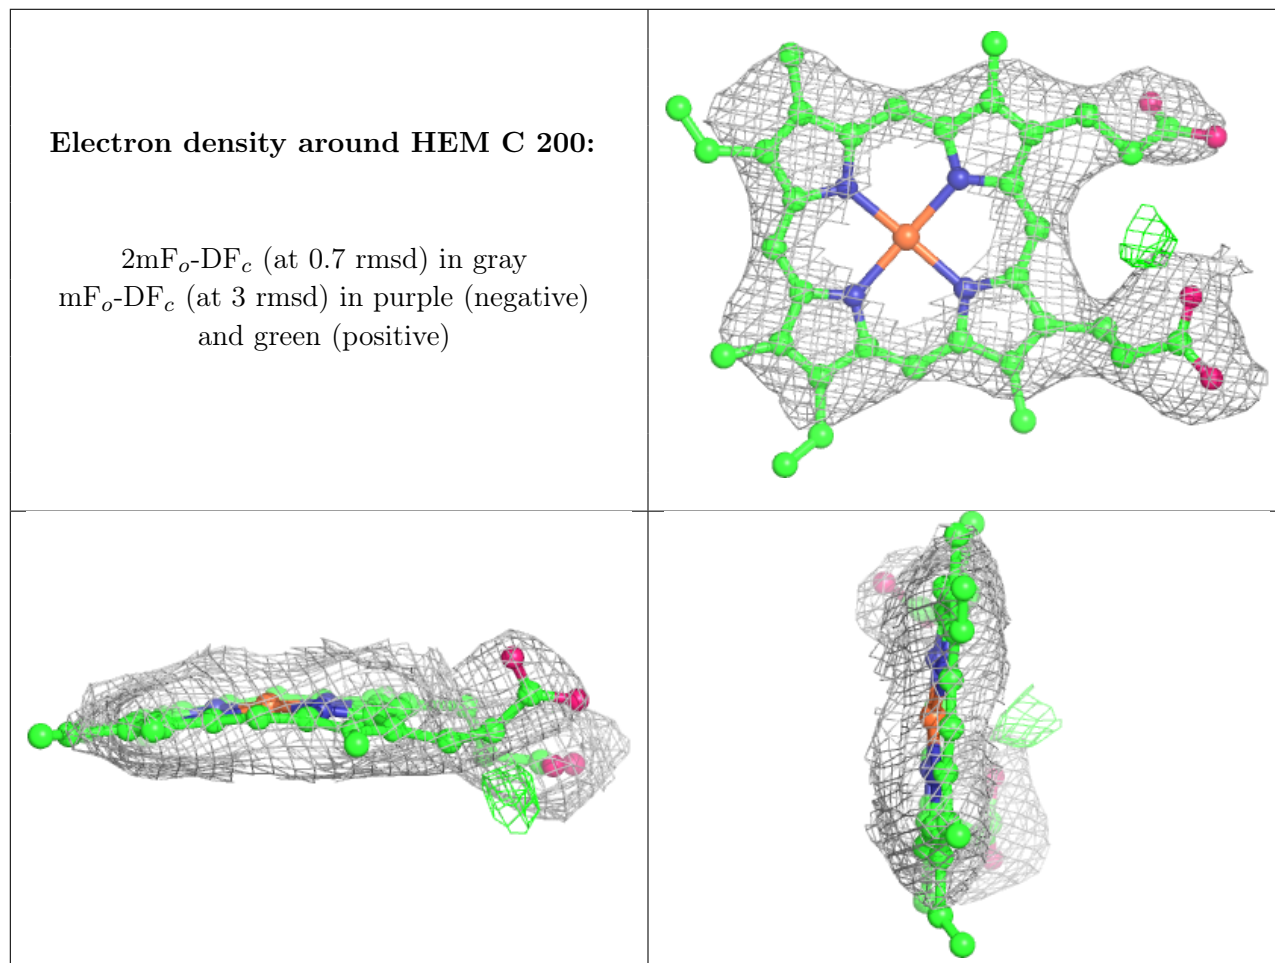 Electron density around HEM C 200:
2mFo-DFc (at 0.7 rmsd) in gray
mFo-DFc (at 3 rmsd) in purple (negative)
and green (positive)